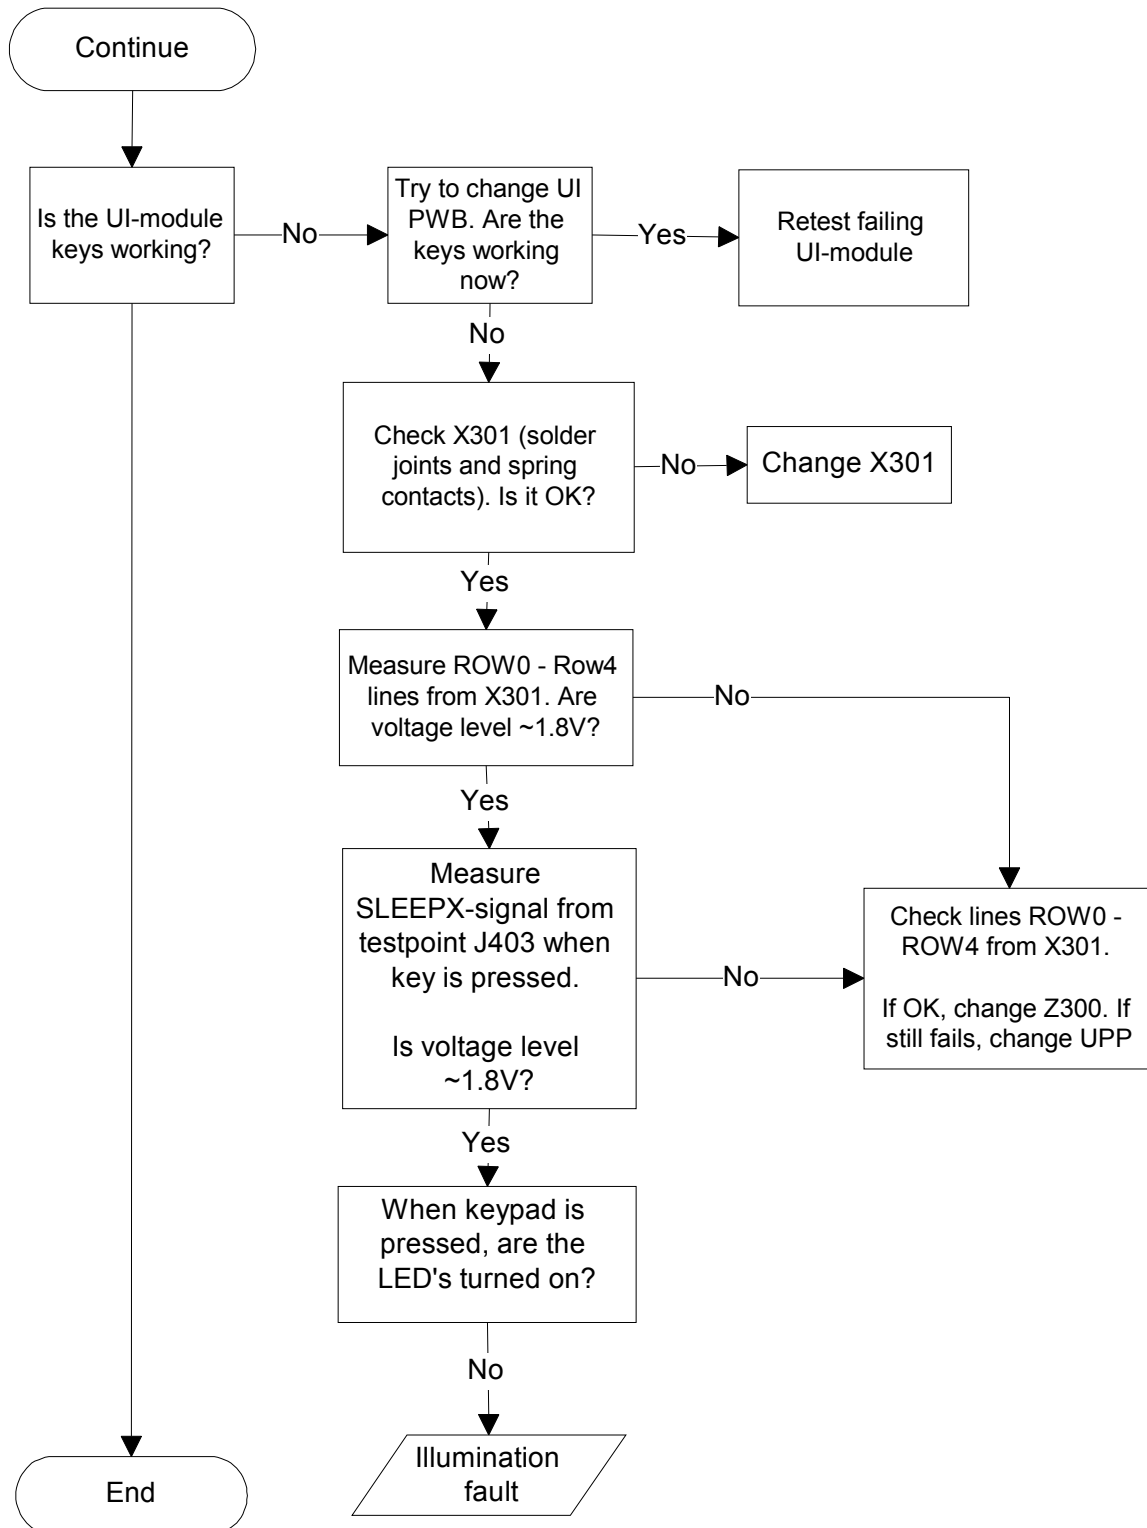 Continue
Is the UI-module
keys working?
No
Try to change UI
PWB. Are the
keys working
now?
Yes
Retest failing
UI-module
No
Check X301 (solder
joints and spring
contacts). Is it OK?
No
Change X301
Yes
Measure ROW0 - Row4
lines from X301. Are
voltage level ~1.8V?
No
Yes
Measure
SLEEPX-signal from
testpoint J403 when
key is pressed.
Is voltage level
~1.8V?
No
Check lines ROW0 -
ROW4 from X301.
If OK, change Z300. If
still fails, change UPP
Yes
When keypad is
pressed, are the
LED's turned on?
No
Illumination
fault
End